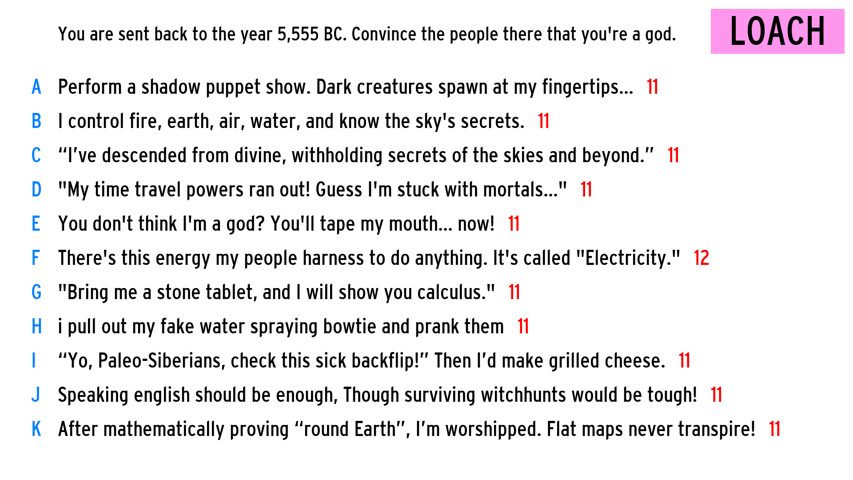 You are sent back to the year 5,555 BC. Convince the people there that you're a god.
LOACH
A Perform a shadow puppet show. Dark creatures spawn at my fingertips... 11
B I control fire, earth, air, water, and know the sky's secrets. 11
C “I’ve descended from divine, withholding secrets of the skies and beyond.” 11
D "My time travel powers ran out! Guess I'm stuck with mortals..." 11
E You don't think I'm a god? You'll tape my mouth... now! 11
F There's this energy my people harness to do anything. It's called "Electricity." 12
G "Bring me a stone tablet, and I will show you calculus." 11
H i pull out my fake water spraying bowtie and prank them 11
I “Yo, Paleo-Siberians, check this sick backflip!” Then I’d make grilled cheese. 11
J Speaking english should be enough, Though surviving witchhunts would be tough! 11
K After mathematically proving “round Earth”, I’m worshipped. Flat maps never transpire! 11